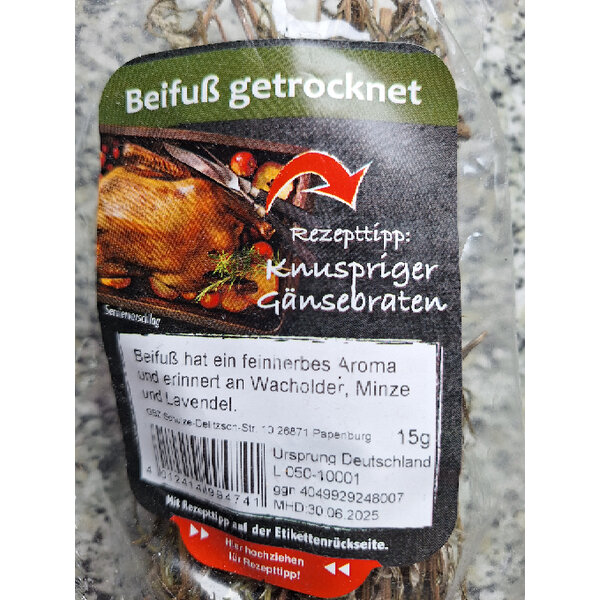 Beifuß getrocknet
Rezepttipp:
Knuspriger
Gänsebraten
Serviervorschlag
Beifuß hat ein feinherbes Aroma
und erinnert an Wacholder, Minze
und Lavendel.
GBZ Schulze-Delitzsch-Str. 10 26871 Papenburg
15g
Ursprung Deutschland
L 050-10001
ggn 4049929248007
MHD:30.06.2025
Mit Rezepttipp auf der Etikettenrückseite.
Hier hochziehen
für Rezepttipp!